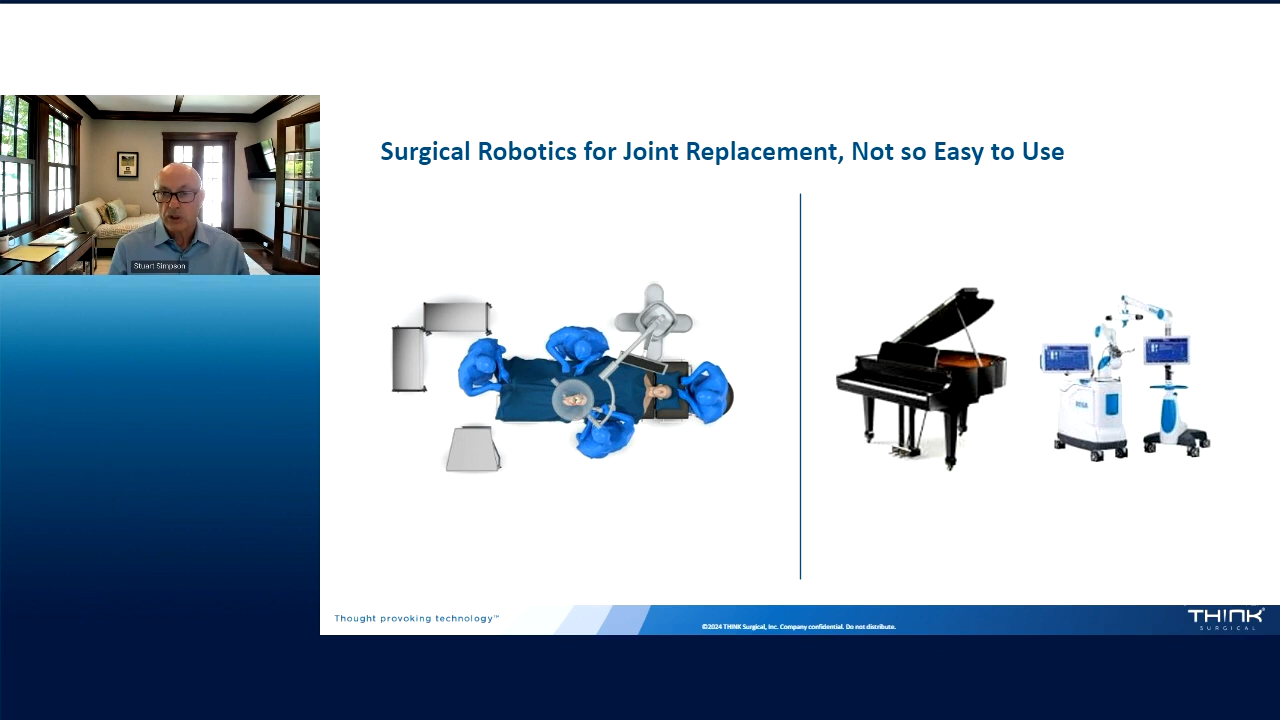 Surgical Robotics for Joint Replacement, Not so Easy to Use
Stuart Simpson
Thought provoking technology™
©2024 THINK Surgical, Inc. Company confidential. Do not distribute.
THINK®
SURGICAL